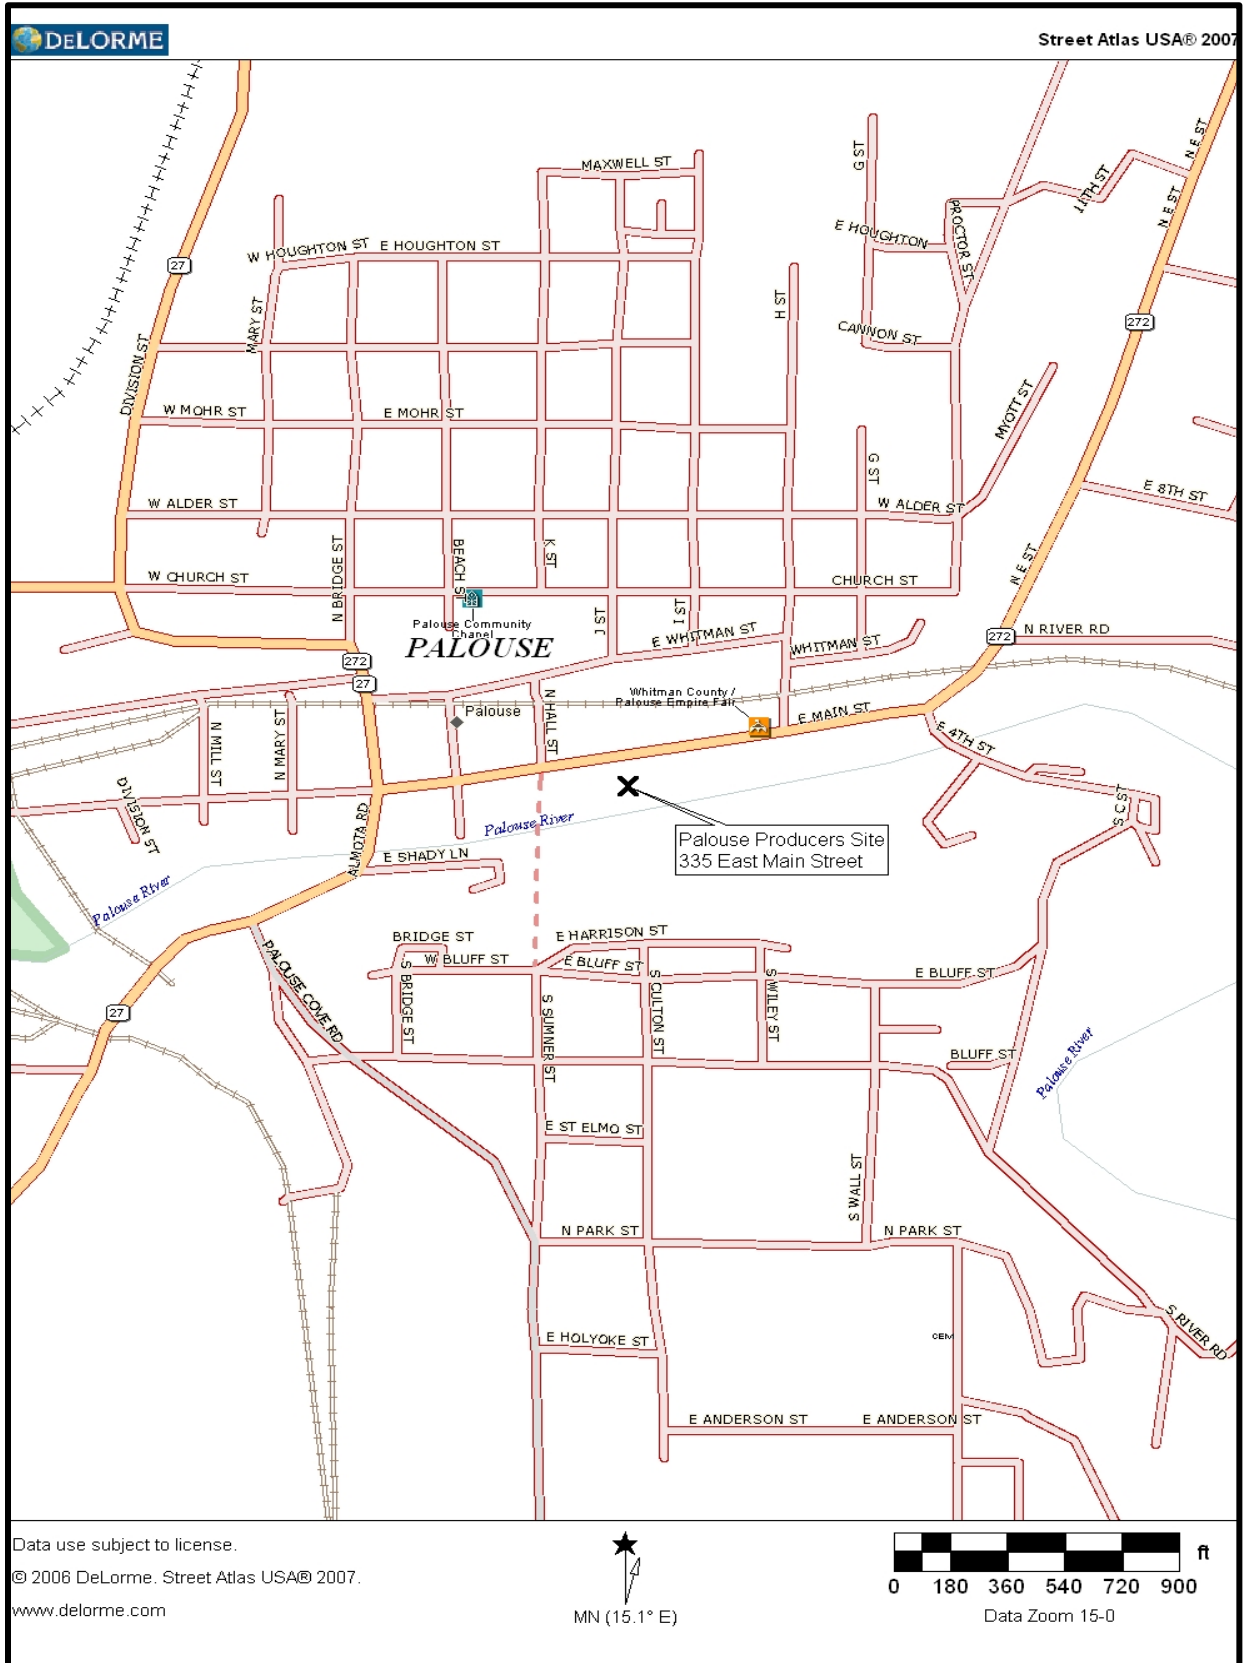 DELORME
Street Atlas USA® 2007
MAXWELL ST
G ST
N E ST
11TH ST
N E ST
PROCTOR ST
E HOUGHTON
W HOUGHTON ST
E HOUGHTON ST
27
H ST
272
MARY ST
CANNON ST
DIVISION ST
W MOHR ST
E MOHR ST
MYOTT ST
G ST
E 8TH ST
W ALDER ST
W ALDER ST
N BRIDGE ST
BEACH ST
K ST
N E ST
W CHURCH ST
CHURCH ST
J ST
I ST
Palouse Community
Chapel
E WHITMAN ST
WHITMAN ST
272
N RIVER RD
PALOUSE
272
27
Whitman County /
Palouse Empire Fair
Palouse
N HALL ST
E MAIN ST
N MILL ST
N MARY ST
E 4TH ST
DIVISION ST
ALMOTA RD
Palouse River
S C ST
Palouse Producers Site
335 East Main Street
E SHADY LN
Palouse River
BRIDGE ST
E HARRISON ST
W BLUFF ST
E BLUFF ST
E BLUFF ST
PALOUSE COVE RD
S BRIDGE ST
S SUMNER ST
S CULTON ST
S WILEY ST
27
BLUFF ST
Palouse River
E ST ELMO ST
S WALL ST
N PARK ST
N PARK ST
E HOLYOKE ST
CEM
S RIVER RD
E ANDERSON ST
E ANDERSON ST
Data use subject to license.
© 2006 DeLorme. Street Atlas USA® 2007.
www.delorme.com
MN (15.1° E)
ft
0 180 360 540 720 900
Data Zoom 15-0